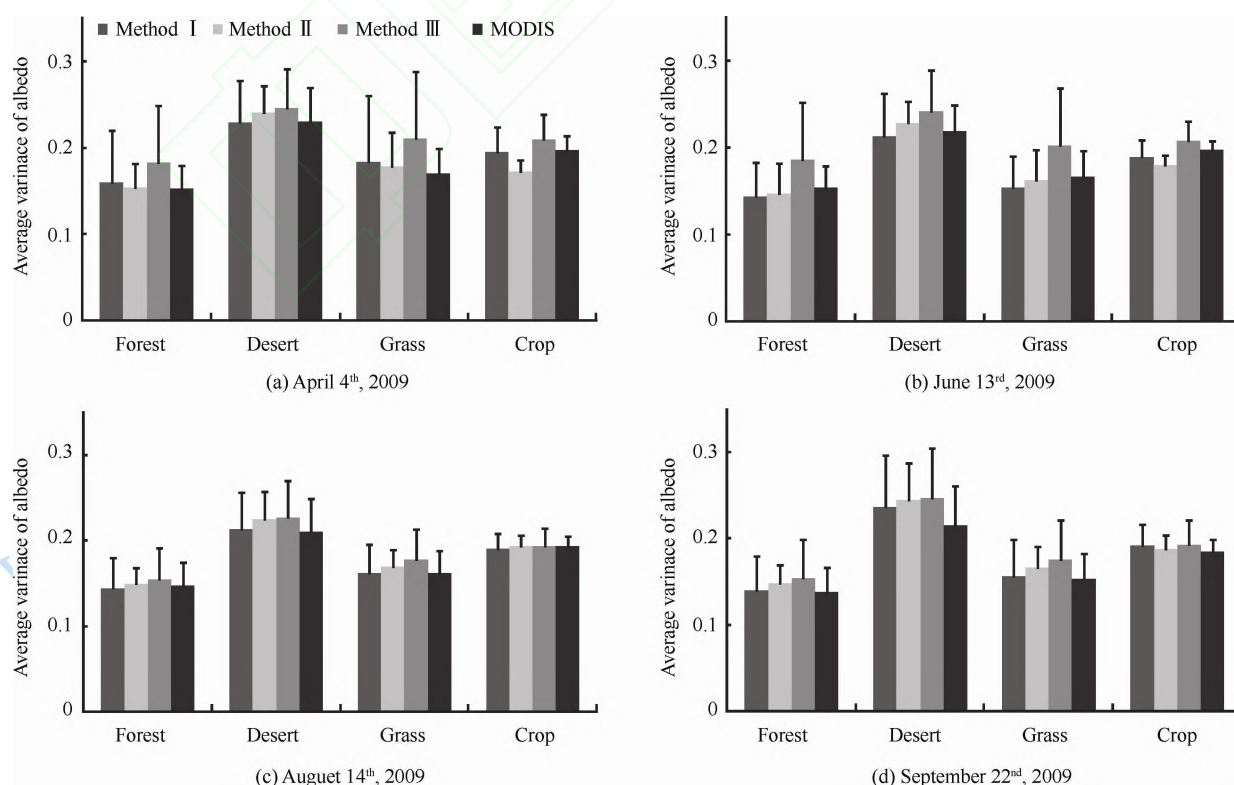 Method Ⅰ Method Ⅱ Method Ⅲ MODIS
Average varinace of albedo
0.3
0.2
0.1
0
Forest Desert Grass Crop
(a) April 4th, 2009
Average varinace of albedo
0.3
0.2
0.1
0
Forest Desert Grass Crop
(b) June 13rd, 2009
Average varinace of albedo
0.3
0.2
0.1
0
Forest Desert Grass Crop
(c) Auguet 14th, 2009
Average varinace of albedo
0.3
0.2
0.1
0
Forest Desert Grass Crop
(d) September 22nd, 2009